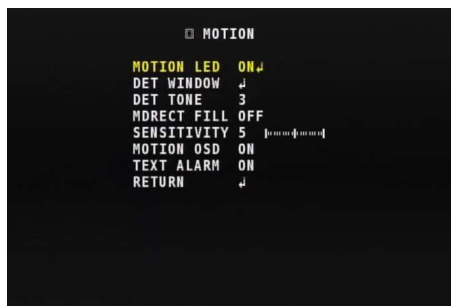 MOTION
MOTION LED ON↲
DET WINDOW ↲
DET TONE 3
MDRECT FILL OFF
SENSITIVITY 5
MOTION OSD ON
TEXT ALARM ON
RETURN ↲